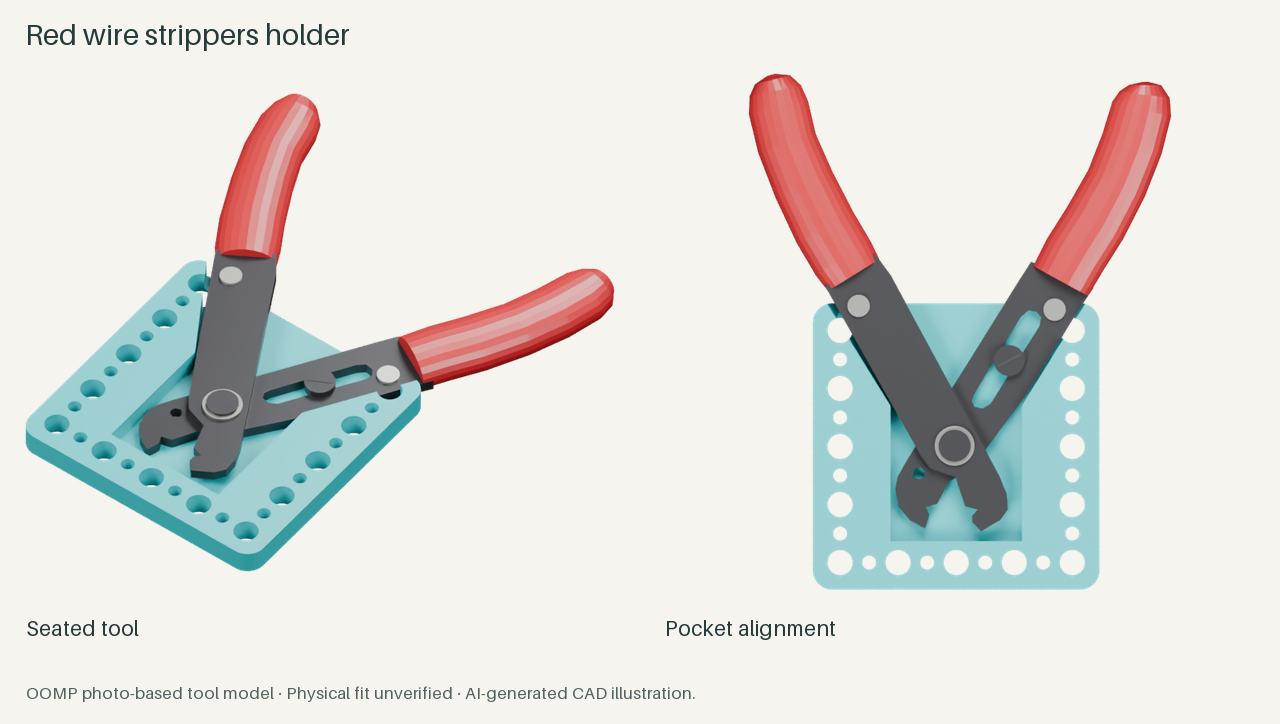 Red wire strippers holder
Seated tool
Pocket alignment
OOMP photo-based tool model · Physical fit unverified · AI-generated CAD illustration.